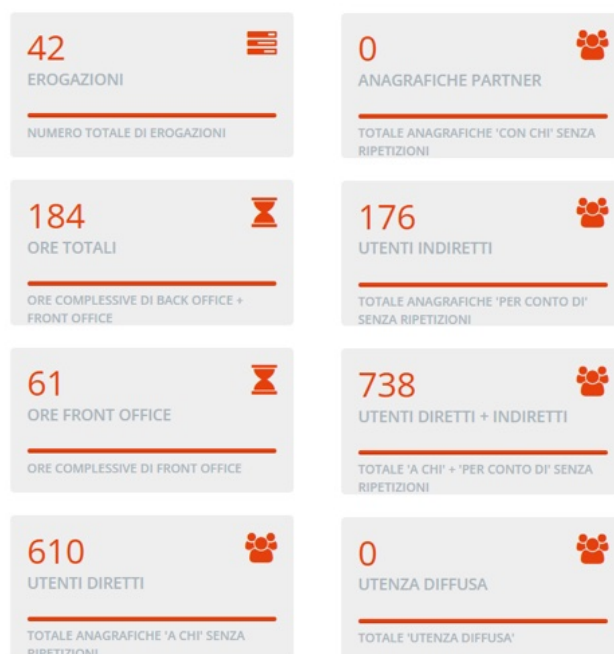 42
EROGAZIONI
NUMERO TOTALE DI EROGAZIONI
0
ANAGRAFICHE PARTNER
TOTALE ANAGRAFICHE 'CON CHI' SENZA
RIPETIZIONI
184
ORE TOTALI
ORE COMPLESSIVE DI BACK OFFICE +
FRONT OFFICE
176
UTENTI INDIRETTI
TOTALE ANAGRAFICHE 'PER CONTO DI'
SENZA RIPETIZIONI
61
ORE FRONT OFFICE
ORE COMPLESSIVE DI FRONT OFFICE
738
UTENTI DIRETTI + INDIRETTI
TOTALE 'A CHI' + 'PER CONTO DI' SENZA
RIPETIZIONI
610
UTENTI DIRETTI
TOTALE ANAGRAFICHE 'A CHI' SENZA
RIPETIZIONI
0
UTENZA DIFFUSA
TOTALE 'UTENZA DIFFUSA'